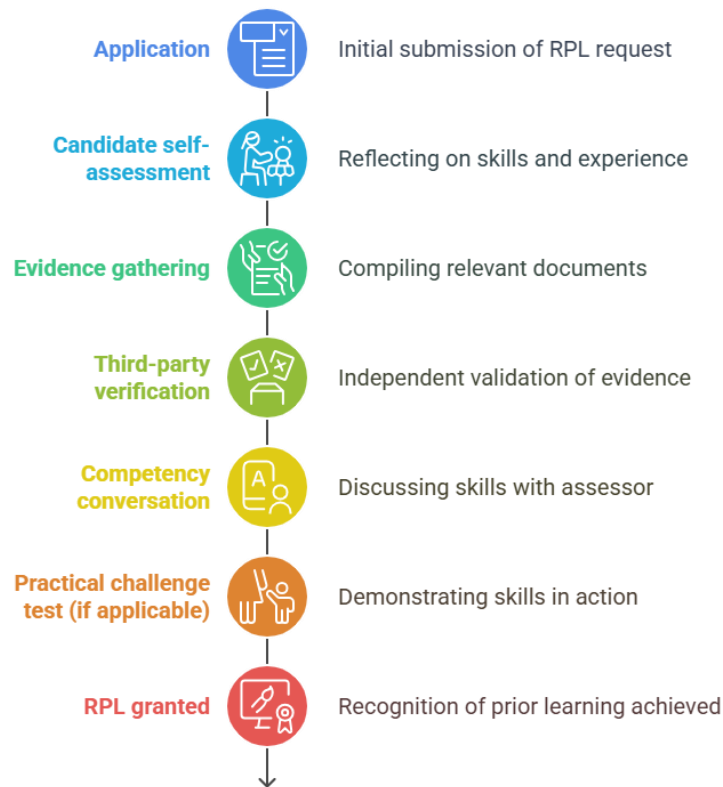 Application
Initial submission of RPL request
Candidate self-
assessment
Reflecting on skills and experience
Evidence gathering
Compiling relevant documents
Third-party
verification
Independent validation of evidence
A
Competency
conversation
Discussing skills with assessor
Practical challenge
test (if applicable)
Demonstrating skills in action
RPL granted
Recognition of prior learning achieved